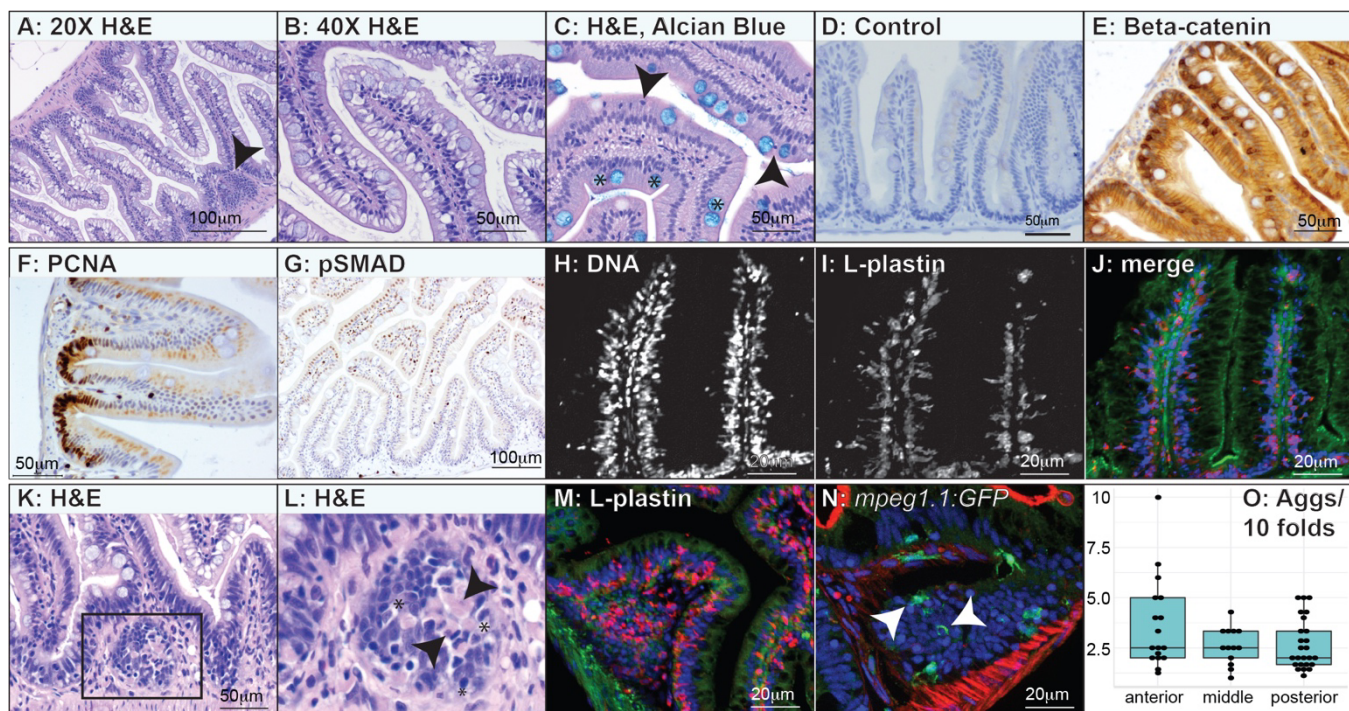 A: 20X H&E
100µm
B: 40X H&E
50µm
C: H&E, Alcian Blue
* * *
50µm
D: Control
50µm
E: Beta-catenin
50µm
F: PCNA
50µm
G: pSMAD
100µm
H: DNA
20µm
I: L-plastin
20µm
J: merge
20µm
K: H&E
50µm
L: H&E
* * *
20µm
M: L-plastin
20µm
N: mpeg1.1:GFP
20µm
O: Aggs/
10 folds
10
7.5
5.0
2.5
anterior middle posterior